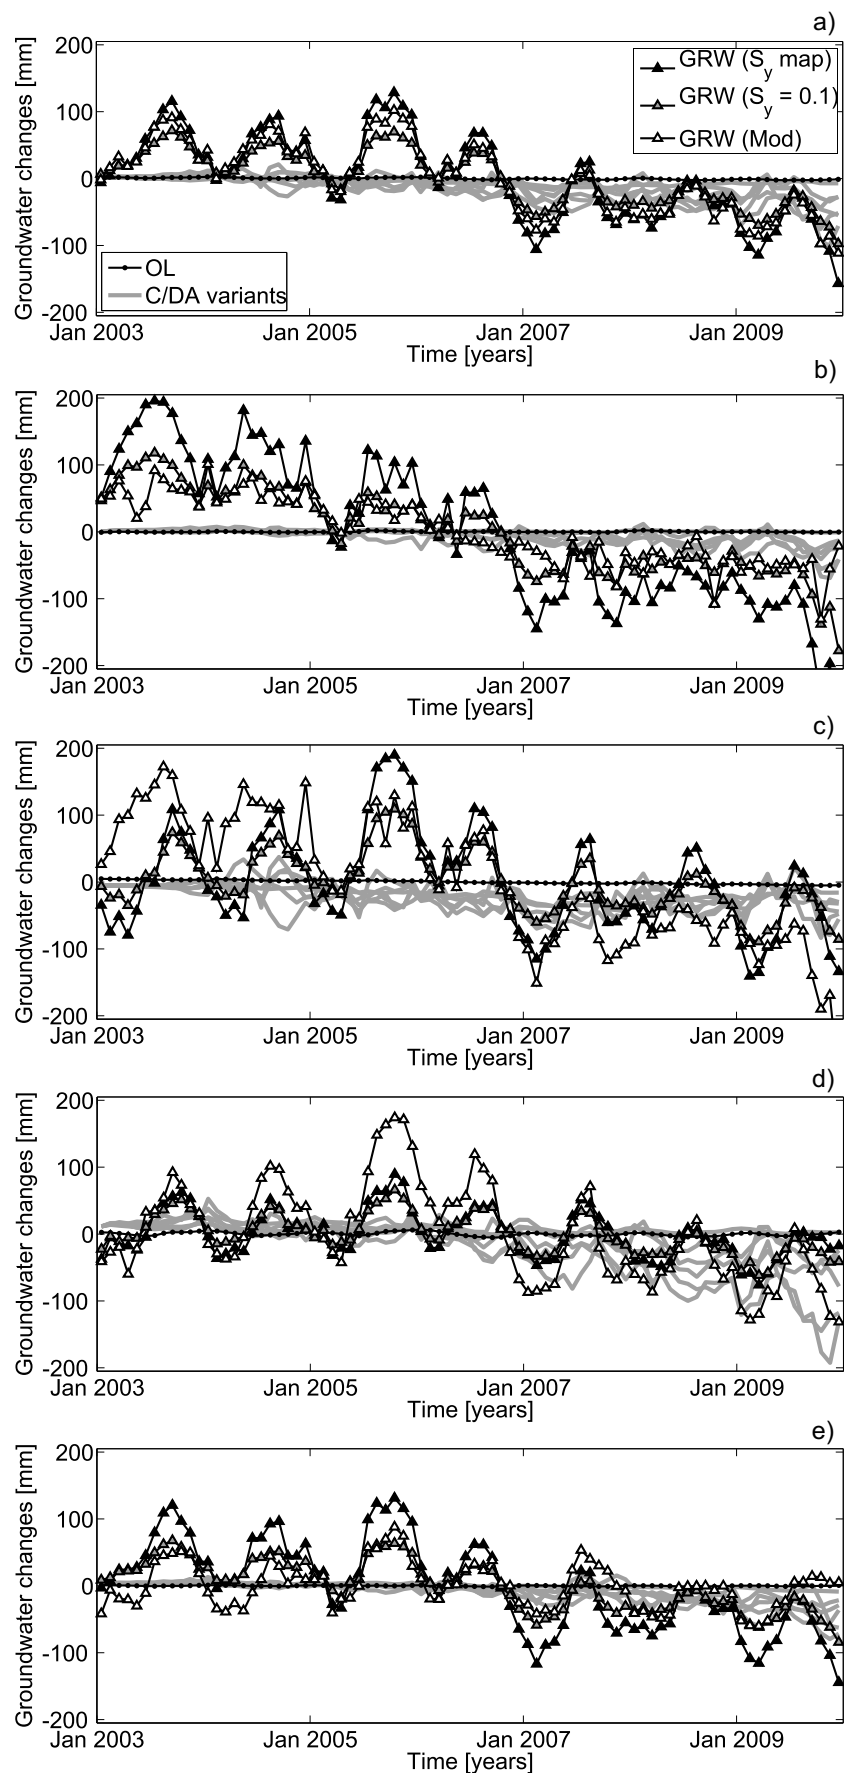 a)
Groundwater changes [mm]
200
100
0
-100
-200
GRW (Sy map)
GRW (Sy = 0.1)
GRW (Mod)
OL
C/DA variants
Jan 2003 Jan 2005 Jan 2007 Jan 2009
Time [years]
b)
Groundwater changes [mm]
200
100
0
-100
-200
Jan 2003 Jan 2005 Jan 2007 Jan 2009
Time [years]
c)
Groundwater changes [mm]
200
100
0
-100
-200
Jan 2003 Jan 2005 Jan 2007 Jan 2009
Time [years]
d)
Groundwater changes [mm]
200
100
0
-100
-200
Jan 2003 Jan 2005 Jan 2007 Jan 2009
Time [years]
e)
Groundwater changes [mm]
200
100
0
-100
-200
Jan 2003 Jan 2005 Jan 2007 Jan 2009
Time [years]